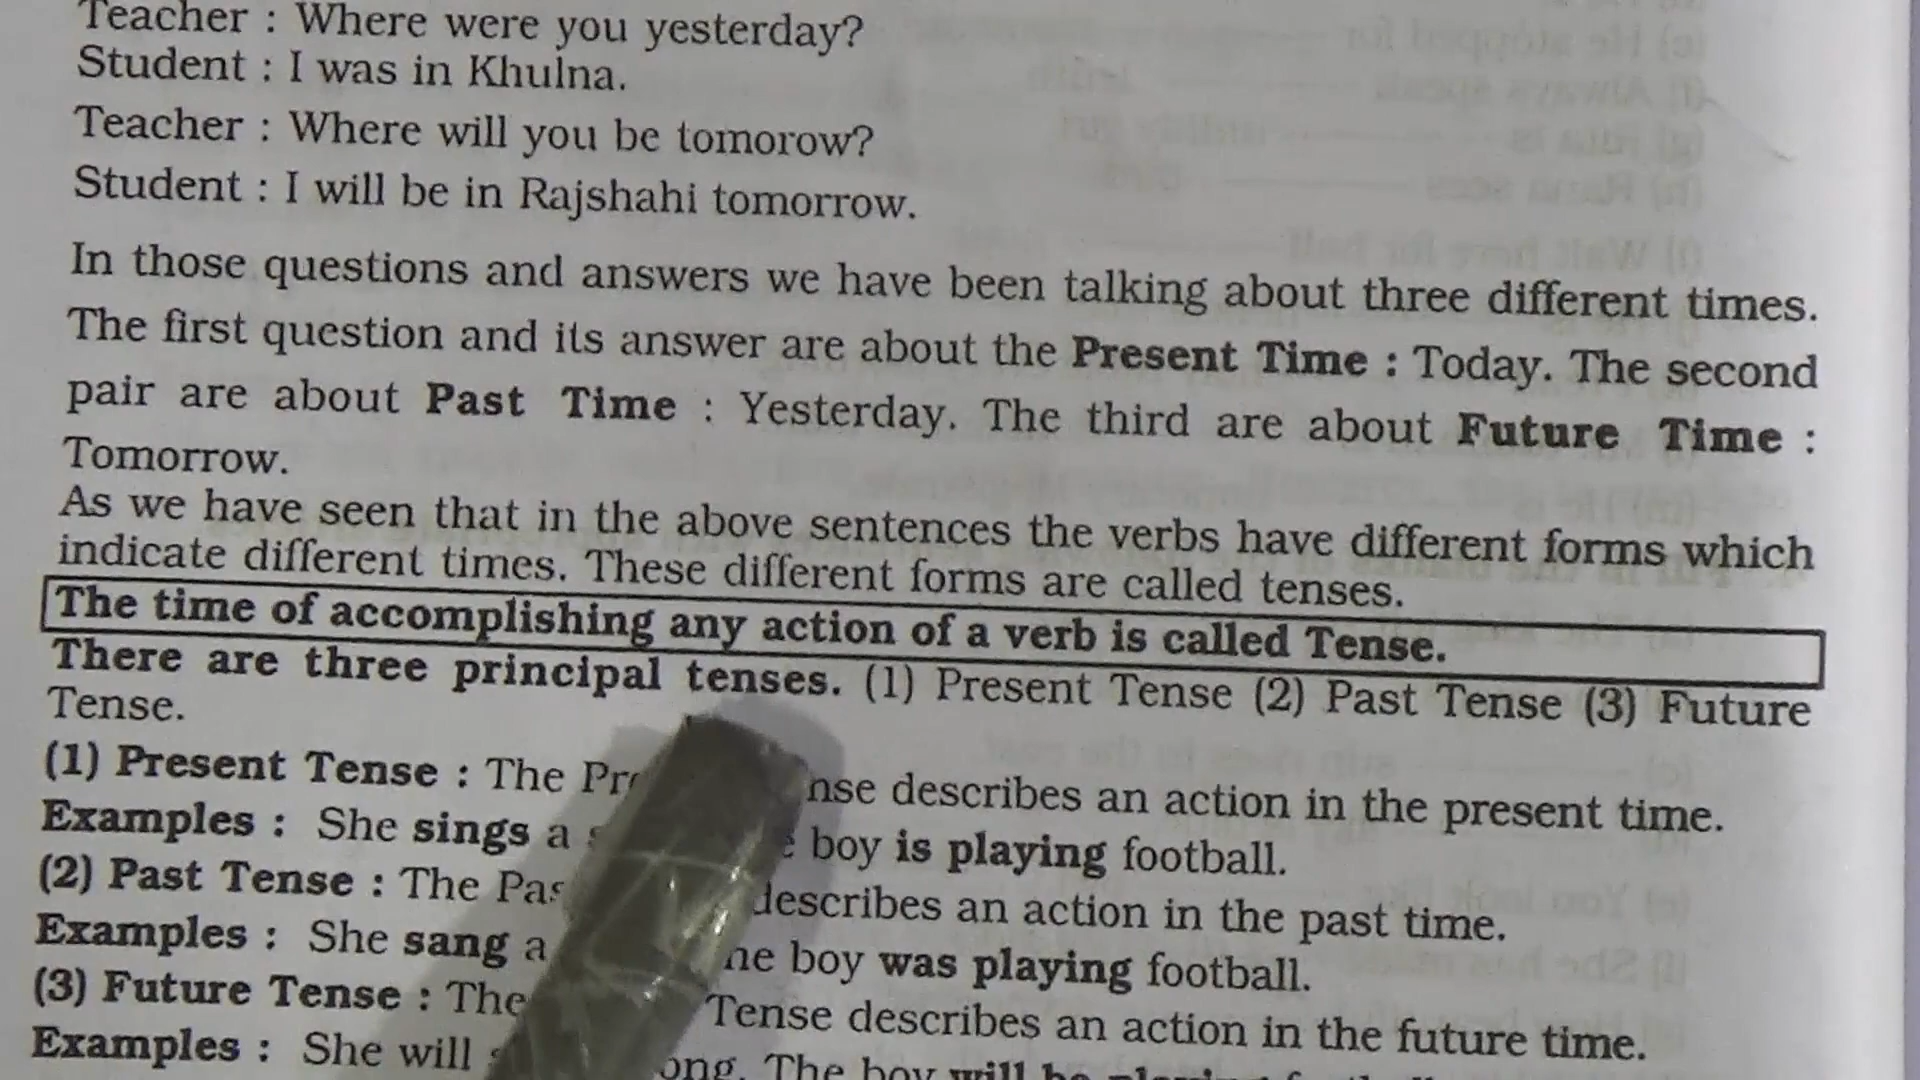 Teacher : Where were you yesterday?
Student : I was in Khulna.
Teacher : Where will you be tomorow?
Student : I will be in Rajshahi tomorrow.
In those questions and answers we have been talking about three different times.
The first question and its answer are about the Present Time : Today. The second
pair are about Past Time : Yesterday. The third are about Future Time :
Tomorrow.
As we have seen that in the above sentences the verbs have different forms which
indicate different times. These different forms are called tenses.
The time of accomplishing any action of a verb is called Tense.
There are three principal tenses. (1) Present Tense (2) Past Tense (3) Future
Tense.
(1) Present Tense : The describes an action in the present time.
Examples : She sings a boy is playing football.
(2) Past Tense : The describes an action in the past time.
Examples : She sang a boy was playing football.
(3) Future Tense : The Tense describes an action in the future time.
Examples : She will The boy will be playing